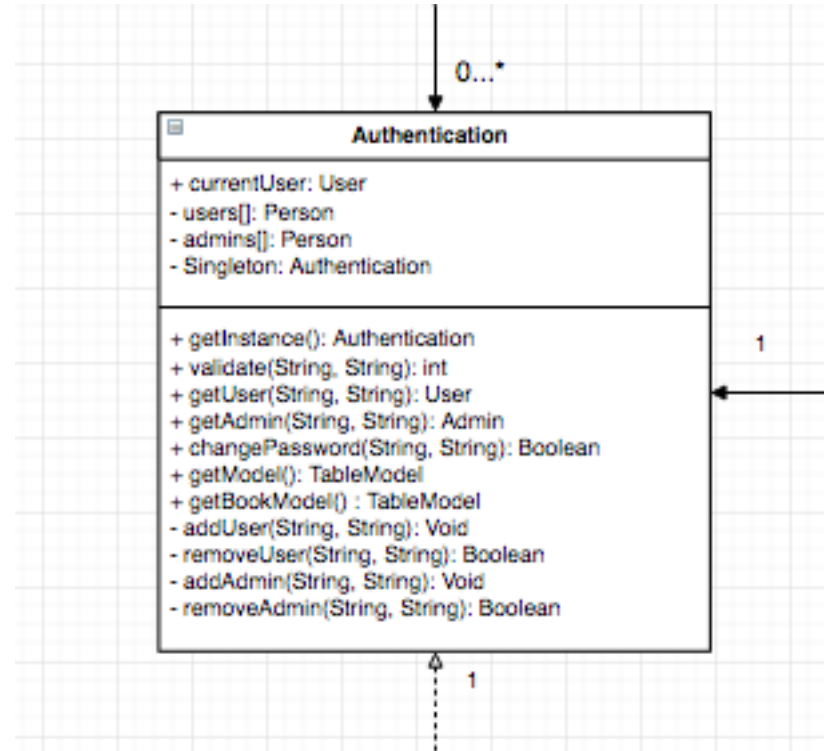 0...*
Authentication
+ currentUser: User
- users[]: Person
- admins[]: Person
- Singleton: Authentication
+ getInstance(): Authentication
+ validate(String, String): int
+ getUser(String, String): User
+ getAdmin(String, String): Admin
+ changePassword(String, String): Boolean
+ getModel(): TableModel
+ getBookModel() : TableModel
- addUser(String, String): Void
- removeUser(String, String): Boolean
- addAdmin(String, String): Void
- removeAdmin(String, String): Boolean
1
1